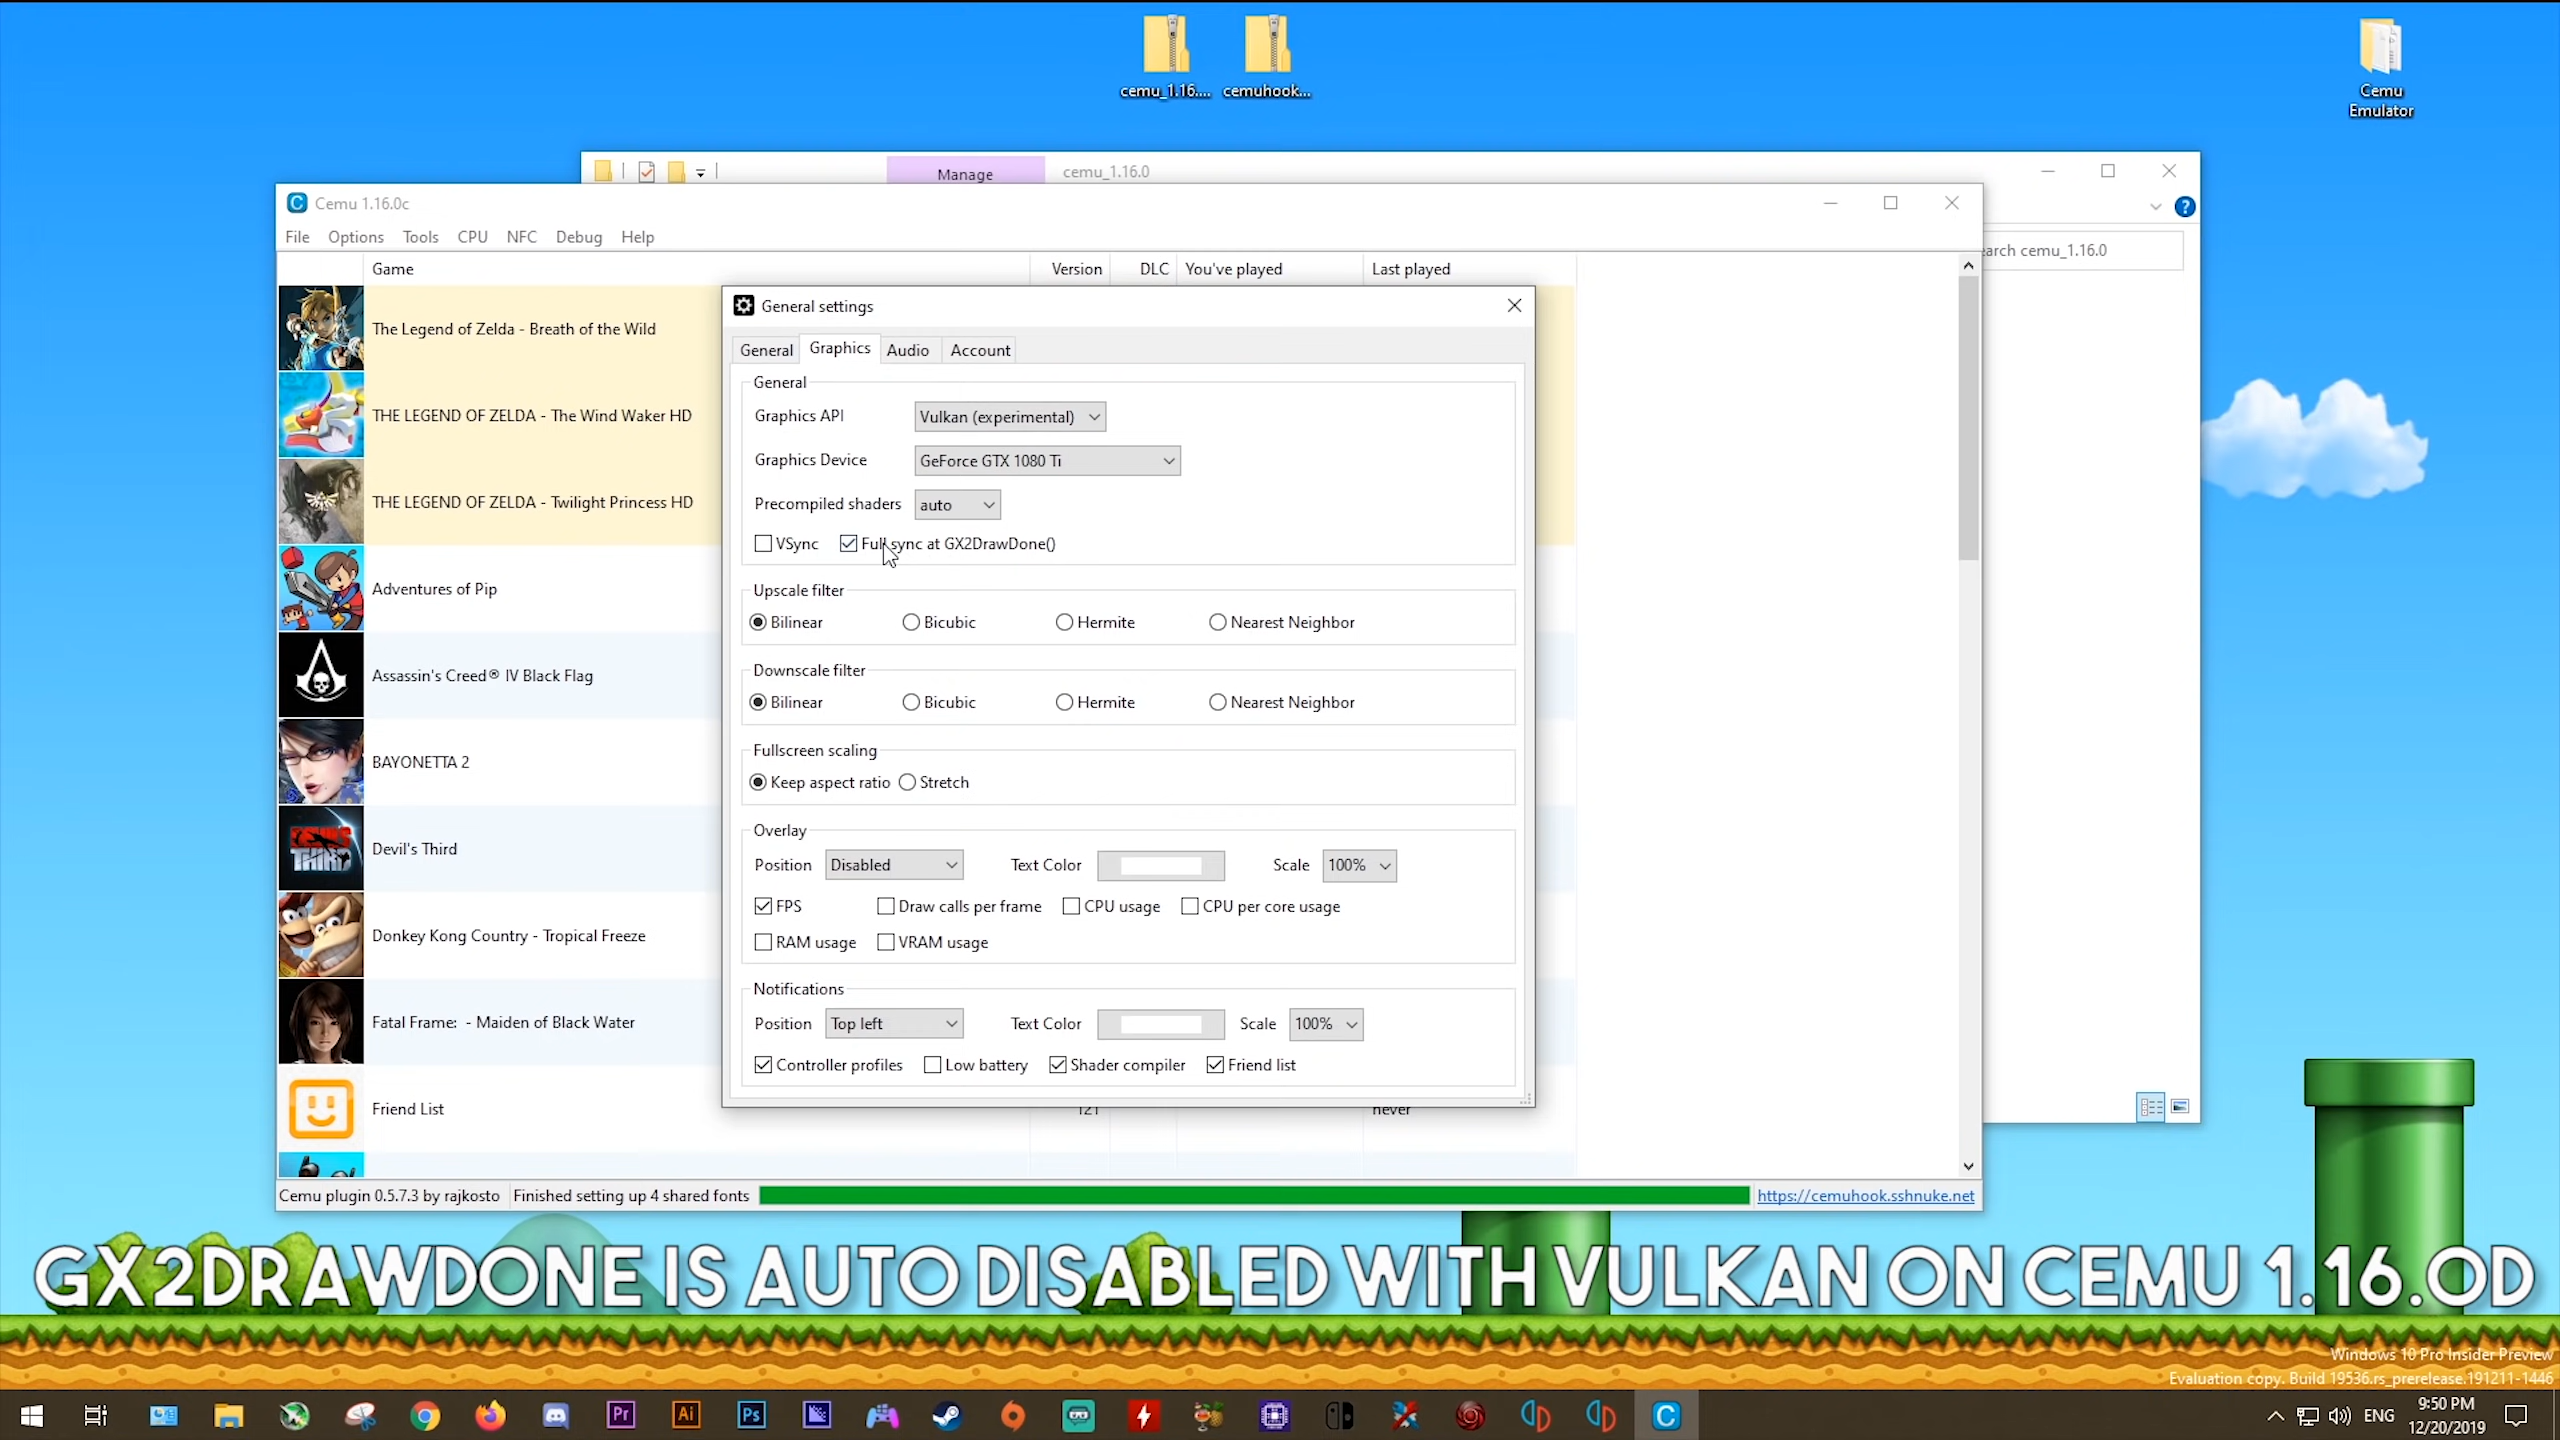 cemu_1.16....
cemuhook...
Cemu
Emulator
Manage
cemu_1.16.0
Cemu 1.16.0c
File Options Tools CPU NFC Debug Help
arch cemu_1.16.0
Game Version DLC You've played Last played
The Legend of Zelda - Breath of the Wild
THE LEGEND OF ZELDA - The Wind Waker HD
THE LEGEND OF ZELDA - Twilight Princess HD
Adventures of Pip
Assassin's Creed® IV Black Flag
BAYONETTA 2
DEVIL'S THIRD
Devil's Third
Donkey Kong Country - Tropical Freeze
Fatal Frame: - Maiden of Black Water
Friend List 121 never
General settings
General Graphics Audio Account
General
Graphics API Vulkan (experimental)
Graphics Device GeForce GTX 1080 Ti
Precompiled shaders auto
VSync Full sync at GX2DrawDone()
Upscale filter
Bilinear Bicubic Hermite Nearest Neighbor
Downscale filter
Bilinear Bicubic Hermite Nearest Neighbor
Fullscreen scaling
Keep aspect ratio Stretch
Overlay
Position Disabled Text Color Scale 100%
FPS Draw calls per frame CPU usage CPU per core usage
RAM usage VRAM usage
Notifications
Position Top left Text Color Scale 100%
Controller profiles Low battery Shader compiler Friend list
Cemu plugin 0.5.7.3 by rajkosto Finished setting up 4 shared fonts https://cemuhook.sshnuke.net
GX2DRAWDONE IS AUTO DISABLED WITH VULKAN ON CEMU 1.16.0D
Windows 10 Pro Insider Preview
Evaluation copy. Build 19536.rs_prerelease.191211-1446
Pr Ai Ps
ENG
9:50 PM
12/20/2019